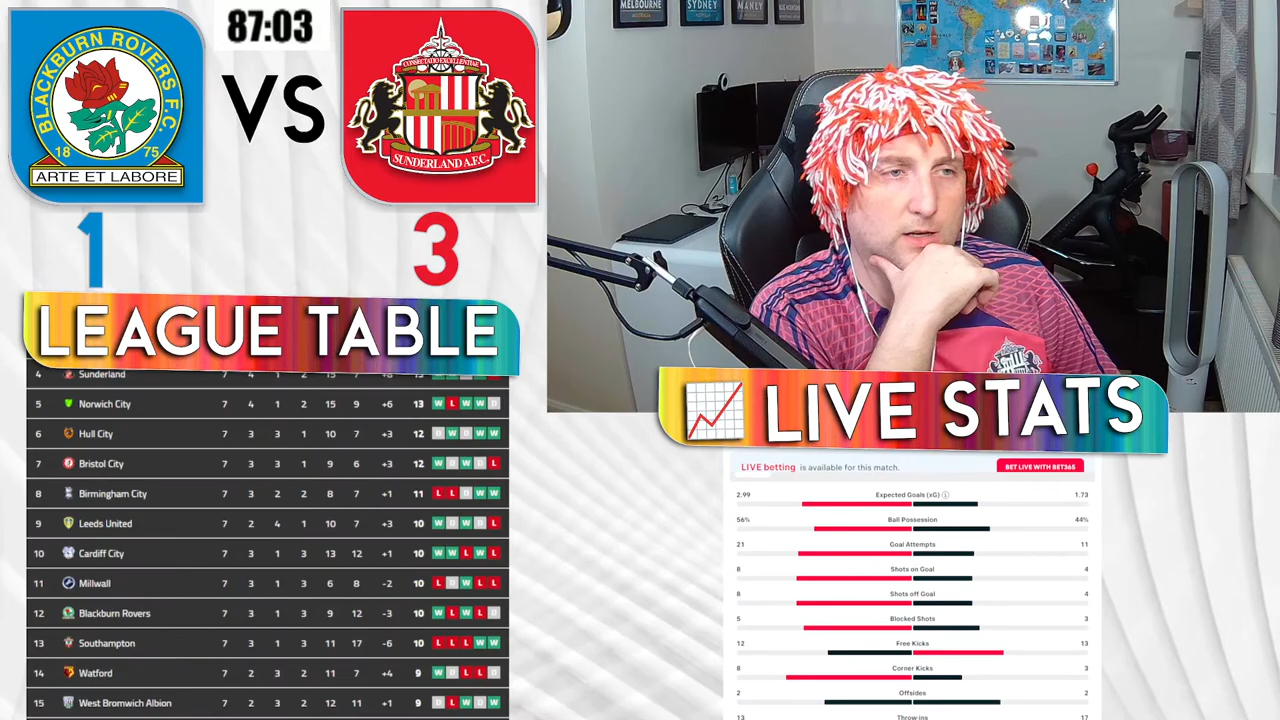 BLACKBURN ROVERS F.C.
18 75
ARTE ET LABORE
87:03
VS
CONSECTATIO EXCELLENTIAE
SUNDERLAND A.F.C.
1
3
MELBOURNE
AUSTRALIA
SYDNEY
MANLY
BLUE MOUNTAINS
LEAGUE TABLE
4 Sunderland 7 4 1 2 15 7
5 Norwich City 7 4 1 2 15 9 +6 13 W L W W D
6 Hull City 7 3 3 1 10 7 +3 12 D W D W W
7 Bristol City 7 3 3 1 9 6 +3 12 W D W D L
8 Birmingham City 7 3 2 2 8 7 +1 11 L L D W W
9 Leeds United 7 2 4 1 10 7 +3 10 W D W D L
10 Cardiff City 7 3 1 3 13 12 +1 10 W W L W L
11 Millwall 7 3 1 3 6 8 -2 10 L D W L L
12 Blackburn Rovers 7 3 1 3 9 12 -3 10 W L W L D
13 Southampton 3 1 3 11 17 -6 10 L L L W W
14 Watford 2 3 2 11 7 +4 9 W D L L D
15 West Bromwich Albion 7 2 3 2 12 11 +1 9 D L W D W
LIVE STATS
LIVE betting is available for this match.
BET LIVE WITH BET365
2.99 Expected Goals (xG) 1.73
56% Ball Possession 44%
21 Goal Attempts 11
8 Shots on Goal 4
8 Shots off Goal 4
5 Blocked Shots 3
12 Free Kicks 13
8 Corner Kicks 3
2 Offsides 2
13 Throw-ins 17